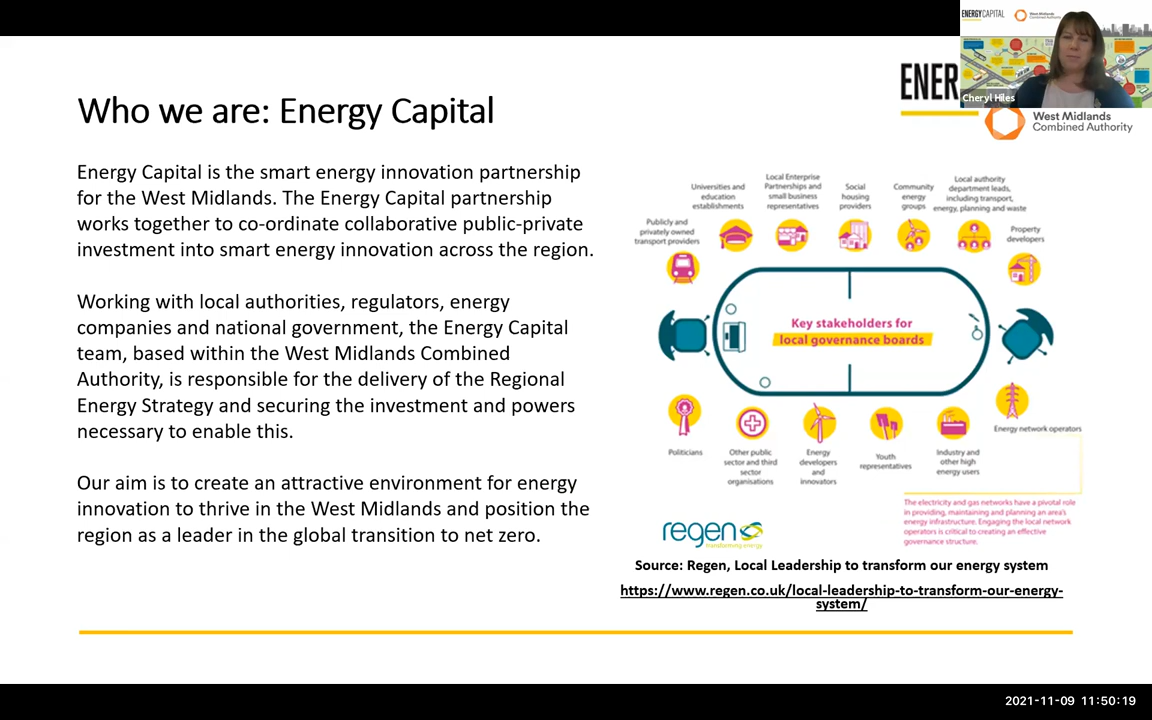 ENERGYCAPITAL
West Midlands
Combined Authority
Cheryl Hiles
ENER
West Midlands
Combined Authority
Who we are: Energy Capital
Energy Capital is the smart energy innovation partnership
for the West Midlands. The Energy Capital partnership
works together to co-ordinate collaborative public-private
investment into smart energy innovation across the region.
Working with local authorities, regulators, energy
companies and national government, the Energy Capital
team, based within the West Midlands Combined
Authority, is responsible for the delivery of the Regional
Energy Strategy and securing the investment and powers
necessary to enable this.
Our aim is to create an attractive environment for energy
innovation to thrive in the West Midlands and position the
region as a leader in the global transition to net zero.
Publicly and
privately owned
transport providers
Universities and
education
establishments
Local Enterprise
Partnerships and
small business
representatives
Social
housing
providers
Community
energy
groups
Local authority
department leads,
including transport,
energy, planning and waste
Property
developers
Key stakeholders for
local governance boards
Politicians
Other public
sector and third
sector
organisations
Energy
developers
and
innovators
Youth
representatives
Industry and
other high
energy users
Energy network operators
The electricity and gas networks have a pivotal role
in providing, maintaining and planning an area's
energy infrastructure. Engaging the local network
operators is critical to creating an effective
governance structure.
regen
transforming energy
Source: Regen, Local Leadership to transform our energy system
https://www.regen.co.uk/local-leadership-to-transform-our-energy-
system/
2021-11-09 11:50:19